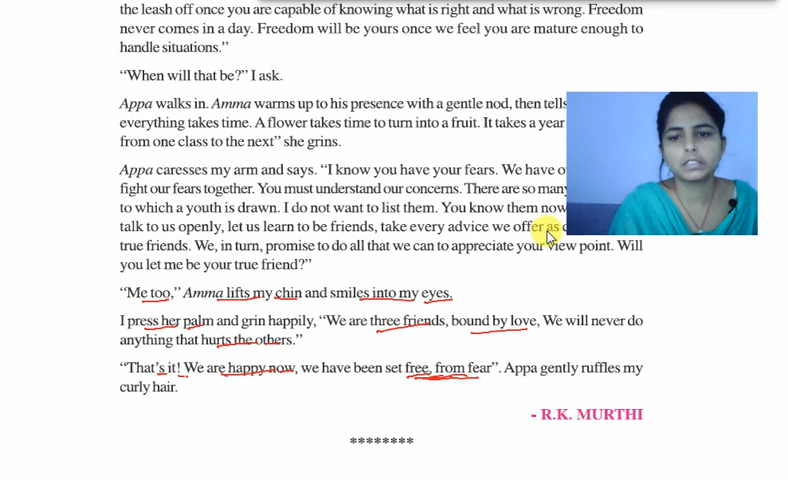 the leash off once you are capable of knowing what is right and what is wrong. Freedom
never comes in a day. Freedom will be yours once we feel you are mature enough to
handle situations.”
“When will that be?” I ask.
Appa walks in. Amma warms up to his presence with a gentle nod, then tells
everything takes time. A flower takes time to turn into a fruit. It takes a year
from one class to the next” she grins.
Appa caresses my arm and says. “I know you have your fears. We have
fight our fears together. You must understand our concerns. There are so many
to which a youth is drawn. I do not want to list them. You know them now
talk to us openly, let us learn to be friends, take every advice we offer as
true friends. We, in turn, promise to do all that we can to appreciate your view point. Will
you let me be your true friend?”
“Me too,” Amma lifts my chin and smiles into my eyes.
I press her palm and grin happily, “We are three friends, bound by love, We will never do
anything that hurts the others.”
“That’s it! We are happy now, we have been set free, from fear”. Appa gently ruffles my
curly hair.
- R.K. MURTHI
********